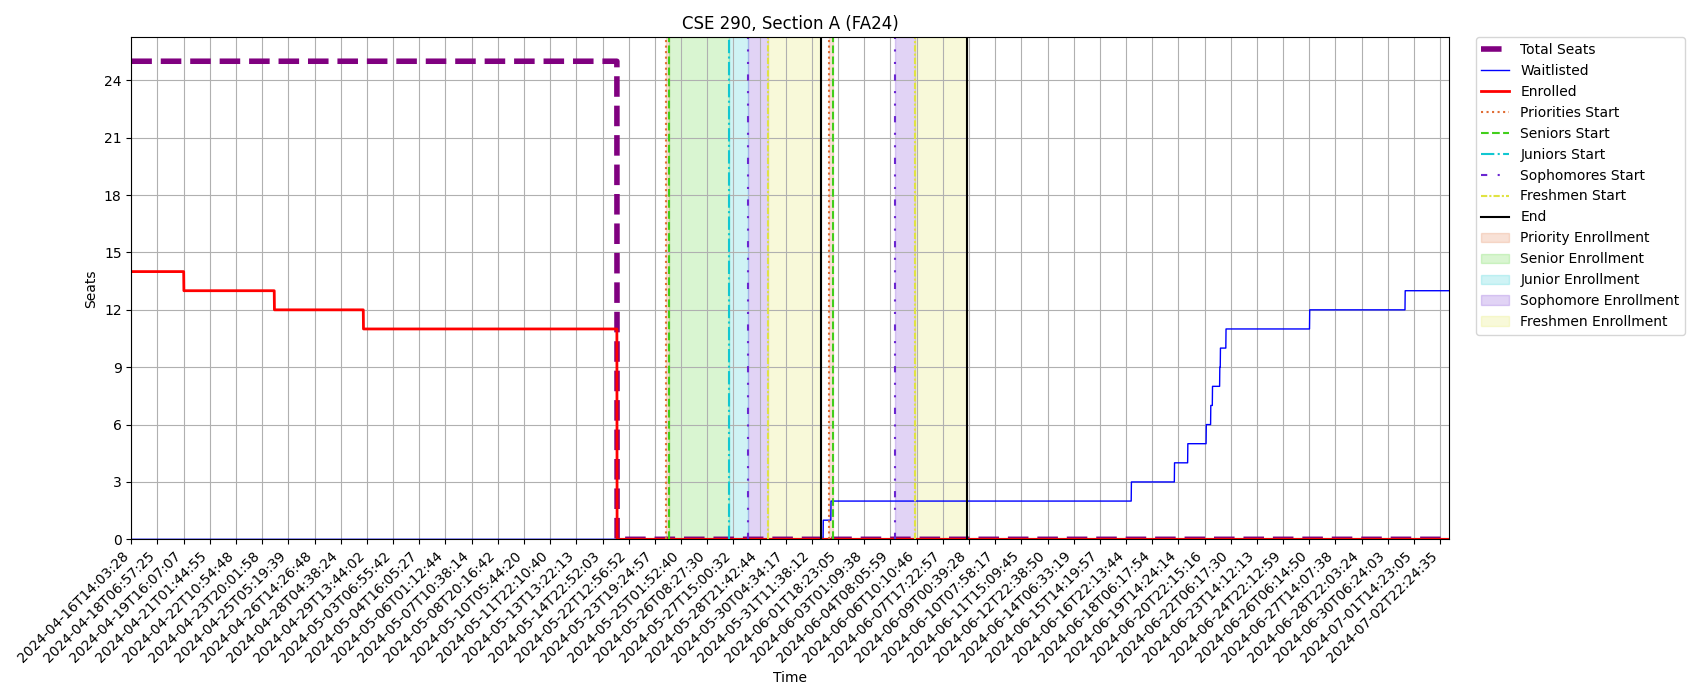 CSE 290, Section A (FA24)
Seats
24
21
18
15
12
9
6
3
0
2024-04-16T14:03:28
2024-04-18T06:57:25
2024-04-19T16:07:07
2024-04-21T01:44:55
2024-04-22T10:54:48
2024-04-23T20:01:58
2024-04-25T05:19:39
2024-04-26T14:26:48
2024-04-28T04:38:24
2024-04-29T13:44:02
2024-05-03T06:55:42
2024-05-04T16:05:27
2024-05-06T01:12:44
2024-05-07T10:38:14
2024-05-08T20:16:42
2024-05-10T05:44:20
2024-05-11T22:10:40
2024-05-13T13:22:13
2024-05-14T22:52:03
2024-05-22T12:56:52
2024-05-23T19:24:57
2024-05-25T01:52:40
2024-05-26T08:27:30
2024-05-27T15:00:32
2024-05-28T21:42:44
2024-05-30T04:34:17
2024-05-31T11:38:12
2024-06-01T18:23:05
2024-06-03T01:09:38
2024-06-04T08:05:59
2024-06-06T10:10:46
2024-06-07T17:22:57
2024-06-09T00:39:28
2024-06-10T07:58:17
2024-06-11T15:09:45
2024-06-12T22:38:50
2024-06-14T06:33:19
2024-06-15T14:19:57
2024-06-16T22:13:44
2024-06-18T06:17:54
2024-06-19T14:24:14
2024-06-20T22:15:16
2024-06-22T06:17:30
2024-06-23T14:12:13
2024-06-24T22:12:59
2024-06-26T06:14:50
2024-06-27T14:07:38
2024-06-28T22:03:24
2024-06-30T06:24:03
2024-07-01T14:23:05
2024-07-02T22:24:35
Time
Total Seats
Waitlisted
Enrolled
Priorities Start
Seniors Start
Juniors Start
Sophomores Start
Freshmen Start
End
Priority Enrollment
Senior Enrollment
Junior Enrollment
Sophomore Enrollment
Freshmen Enrollment